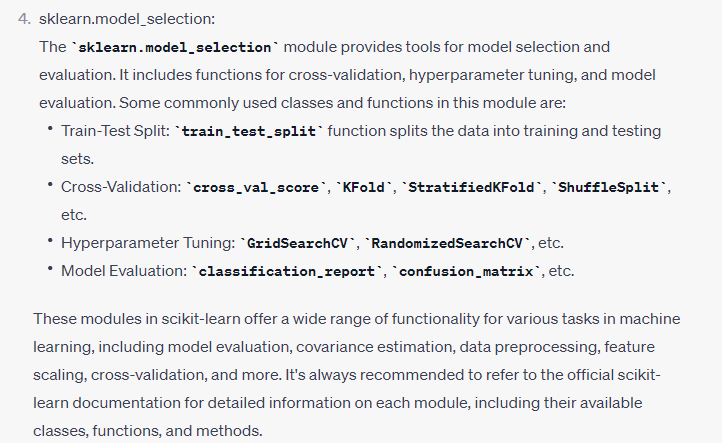 4. sklearn.model_selection:
The `sklearn.model_selection` module provides tools for model selection and
evaluation. It includes functions for cross-validation, hyperparameter tuning, and model
evaluation. Some commonly used classes and functions in this module are:
• Train-Test Split: `train_test_split` function splits the data into training and testing
sets.
• Cross-Validation: `cross_val_score`, `KFold`, `StratifiedKFold`, `ShuffleSplit`,
etc.
• Hyperparameter Tuning: `GridSearchCV`, `RandomizedSearchCV`, etc.
• Model Evaluation: `classification_report`, `confusion_matrix`, etc.
These modules in scikit-learn offer a wide range of functionality for various tasks in machine
learning, including model evaluation, covariance estimation, data preprocessing, feature
scaling, cross-validation, and more. It's always recommended to refer to the official scikit-
learn documentation for detailed information on each module, including their available
classes, functions, and methods.